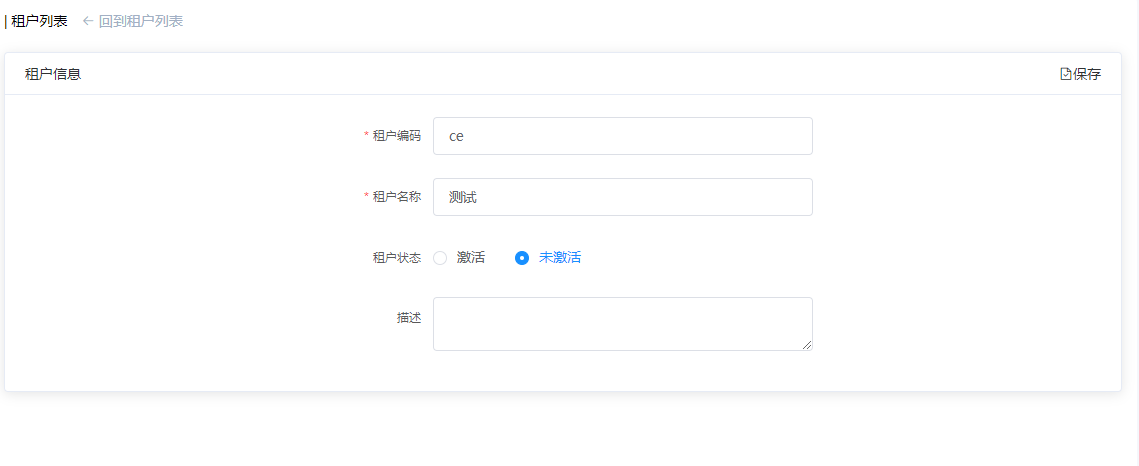 | 租户列表 ← 回到租户列表
租户信息 保存
* 租户编码 ce
* 租户名称 测试
租户状态 激活 未激活
描述